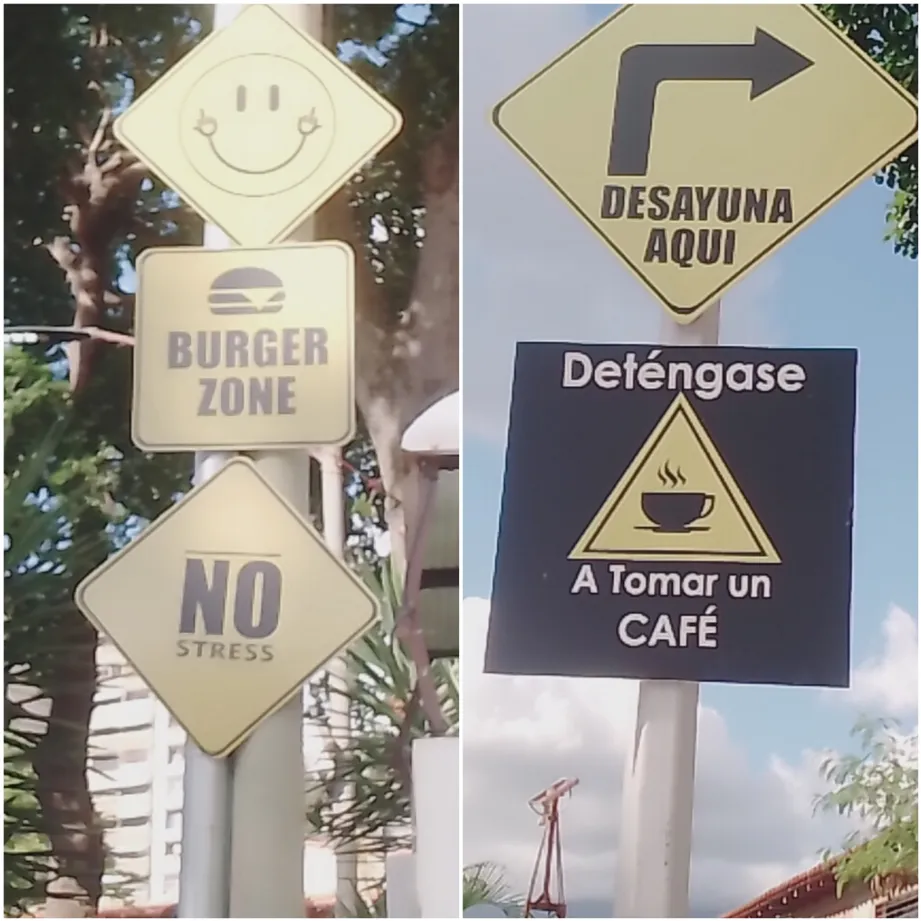 BURGER
ZONE
NO
STRESS
DESAYUNA
AQUI
Deténgase
A Tomar un
CAFÉ